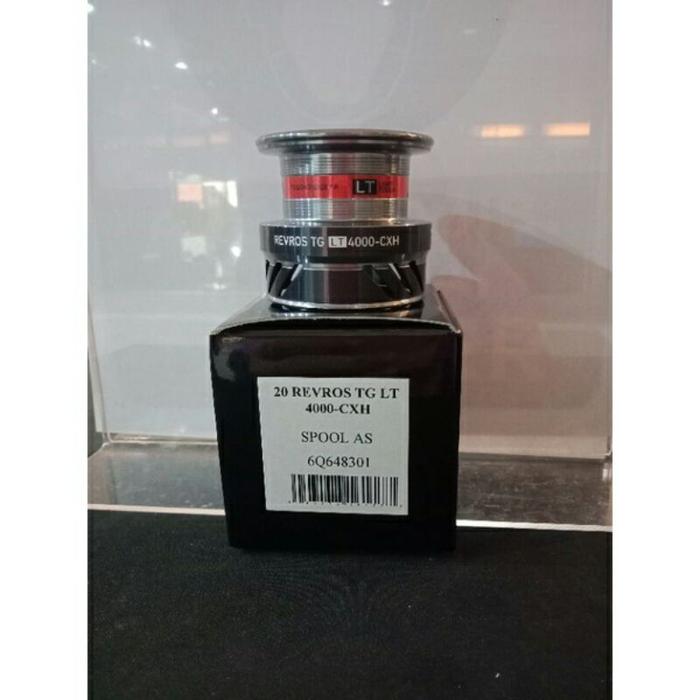 LT
REVROS TG LT 4000-CXH
20 REVROS TG LT
4000-CXH
SPOOL AS
6Q648301